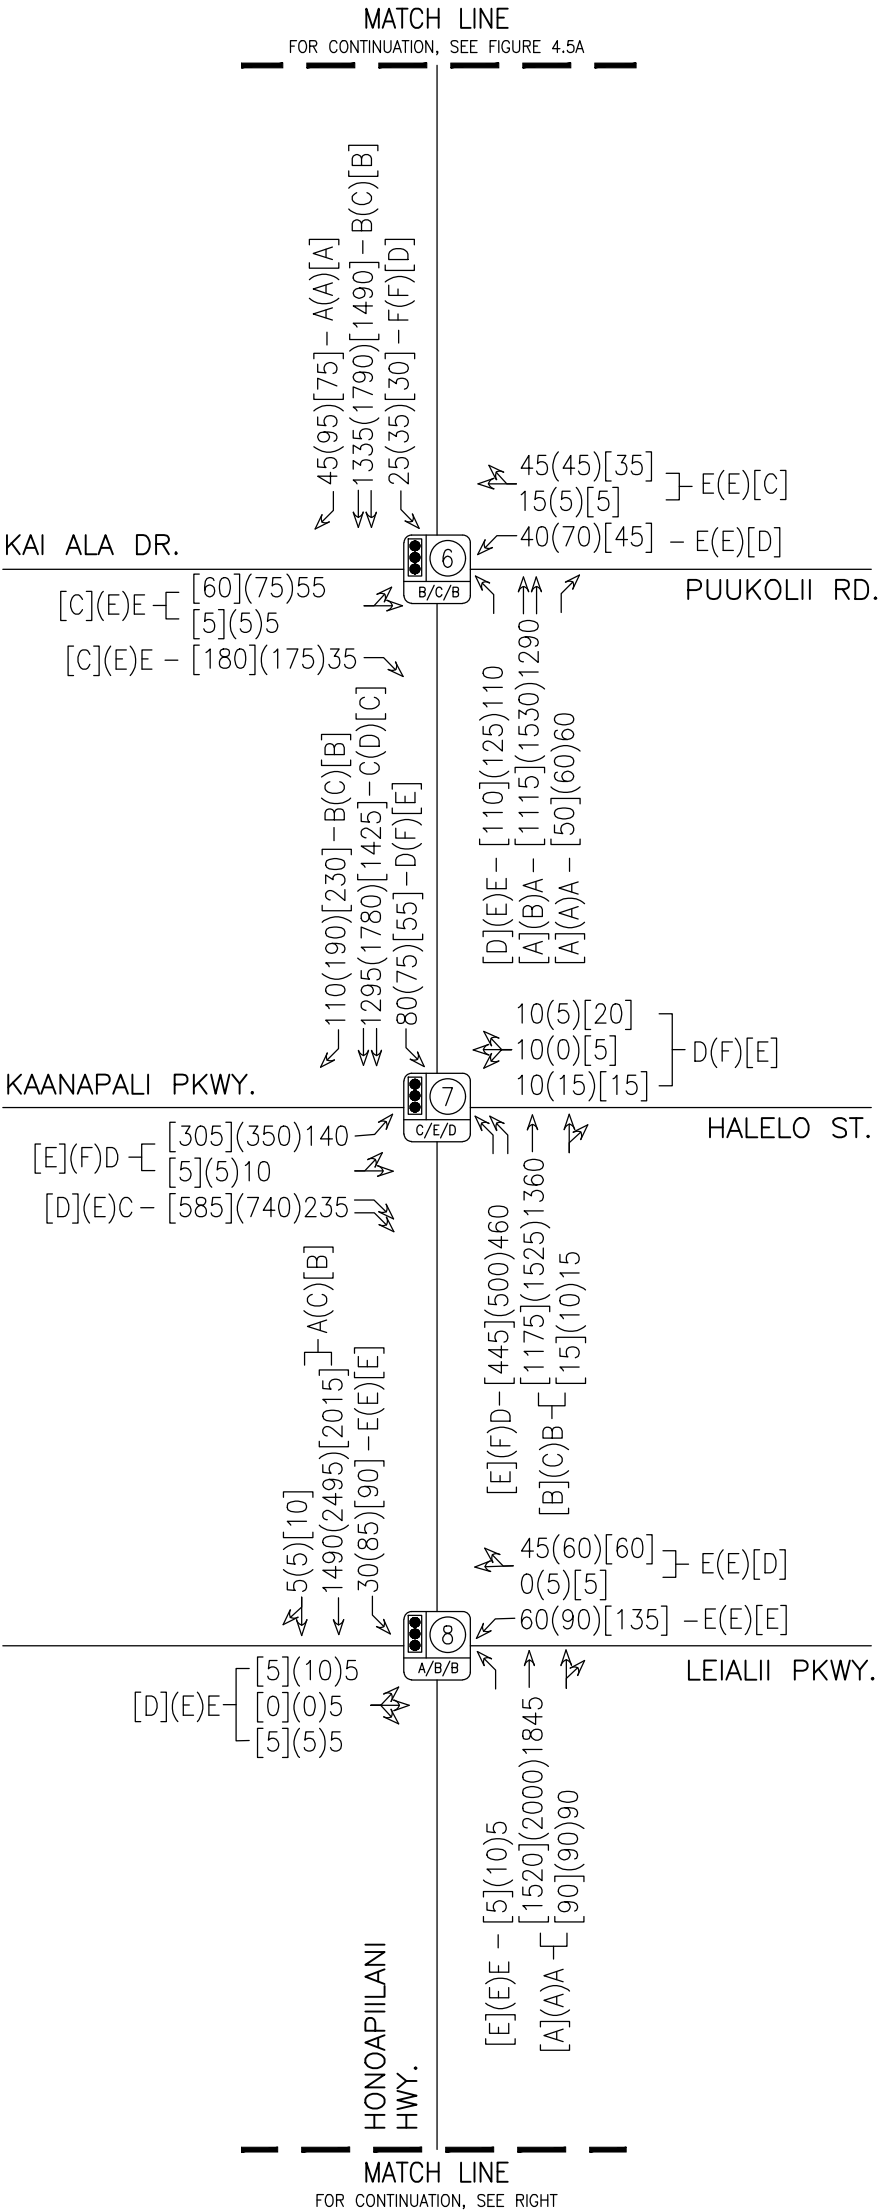 MATCH LINE
FOR CONTINUATION, SEE FIGURE 4.5A
45(95)[75] – A(A)[A]
1335(1790)[1490] – B(C)[B]
25(35)[30] – F(F)[D]
45(45)[35]
15(5)[5]
E(E)[C]
40(70)[45] – E(E)[D]
KAI ALA DR.
6
B/C/B
PUUKOLII RD.
[C](E)E
[60](75)55
[5](5)5
[C](E)E – [180](175)35
[D](E)E – [110](125)110
[A](B)A – [1115](1530)1290
[A](A)A – [50](60)60
110(190)[230] – B(C)[B]
1295(1780)[1425] – C(D)[C]
80(75)[55] – D(F)[E]
10(5)[20]
10(0)[5]
10(15)[15]
D(F)[E]
KAANAPALI PKWY.
7
C/E/D
HALELO ST.
[E](F)D
[305](350)140
[5](5)10
[D](E)C – [585](740)235
[E](F)D – [445](500)460
[1175](1525)1360
[15](10)15
[B](C)B
A(C)[B]
5(5)[10]
1490(2495)[2015]
30(85)[90] – E(E)[E]
45(60)[60]
0(5)[5]
E(E)[D]
60(90)[135] – E(E)[E]
8
A/B/B
LEIALII PKWY.
[D](E)E
[5](10)5
[0](0)5
[5](5)5
[E](E)E – [5](10)5
[1520](2000)1845
[90](90)90
[A](A)A
HONOAPIILANI
HWY.
MATCH LINE
FOR CONTINUATION, SEE RIGHT